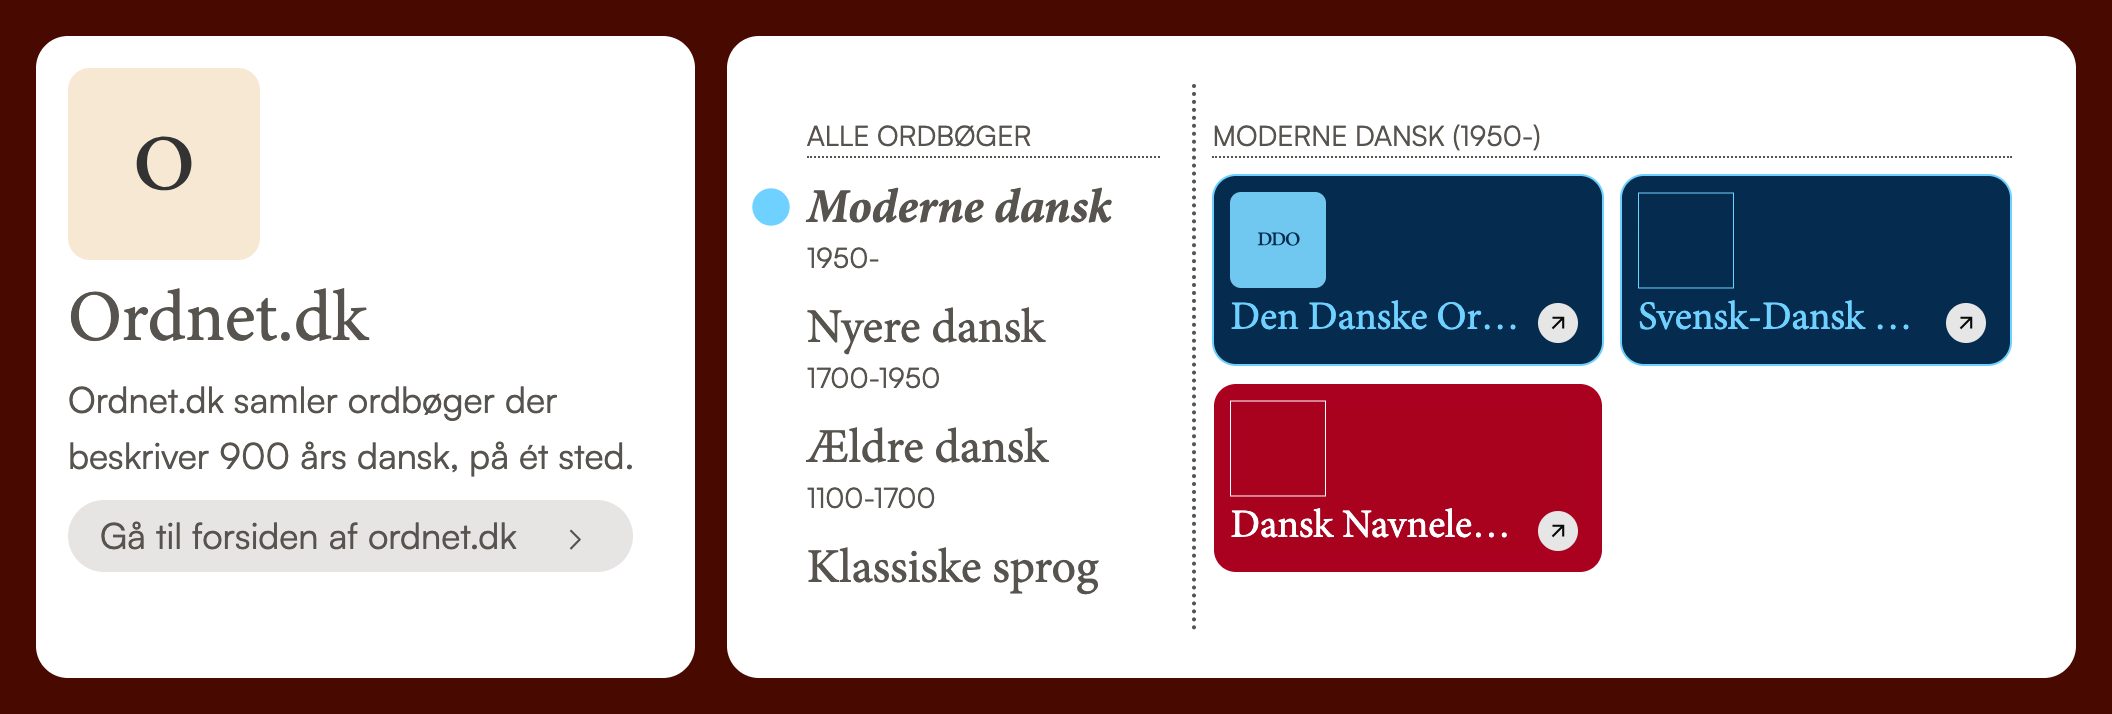 O
Ordnet.dk
Ordnet.dk samler ordbøger der
beskriver 900 års dansk, på ét sted.
Gå til forsiden af ordnet.dk
ALLE ORDBØGER
Moderne dansk
1950-
Nyere dansk
1700-1950
Ældre dansk
1100-1700
Klassiske sprog
MODERNE DANSK (1950-)
DDO
Den Danske Or…
Svensk-Dansk …
Dansk Navnele…